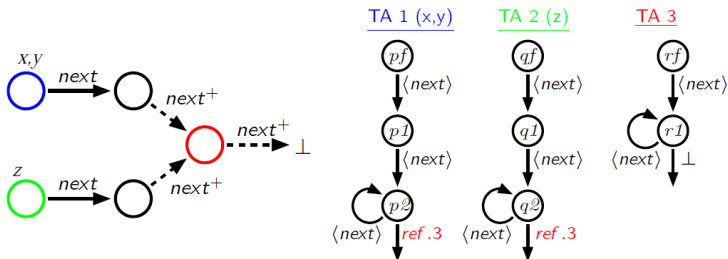 x,y
next
next+
next+
⊥
z
next
next+
TA 1 (x,y)
pf
⟨next⟩
p1
⟨next⟩
p2
⟨next⟩
ref.3
TA 2 (z)
qf
⟨next⟩
q1
⟨next⟩
q2
⟨next⟩
ref.3
TA 3
rf
⟨next⟩
r1
⟨next⟩
⊥